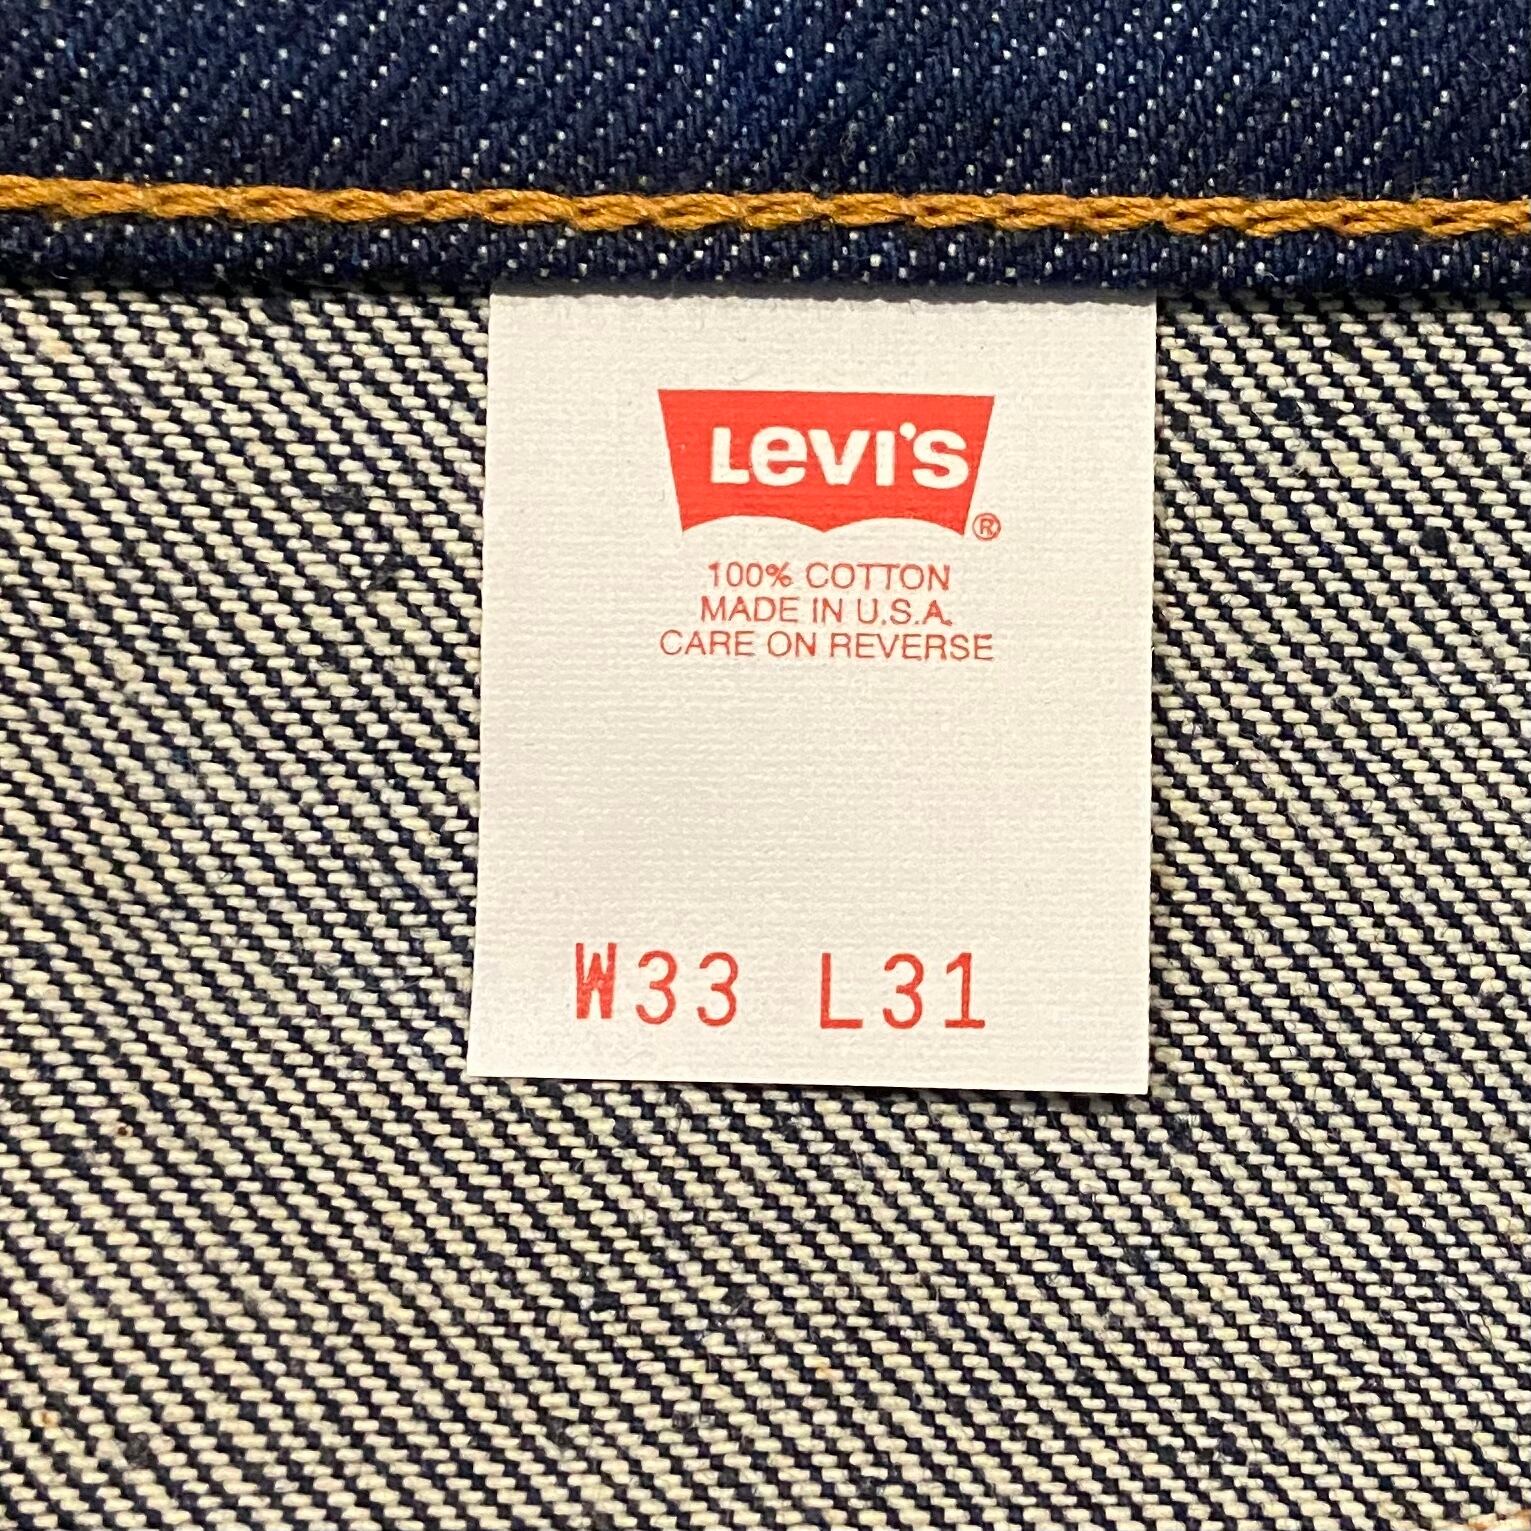 Levi's ®
100% COTTON
MADE IN U.S.A.
CARE ON REVERSE
W33 L31